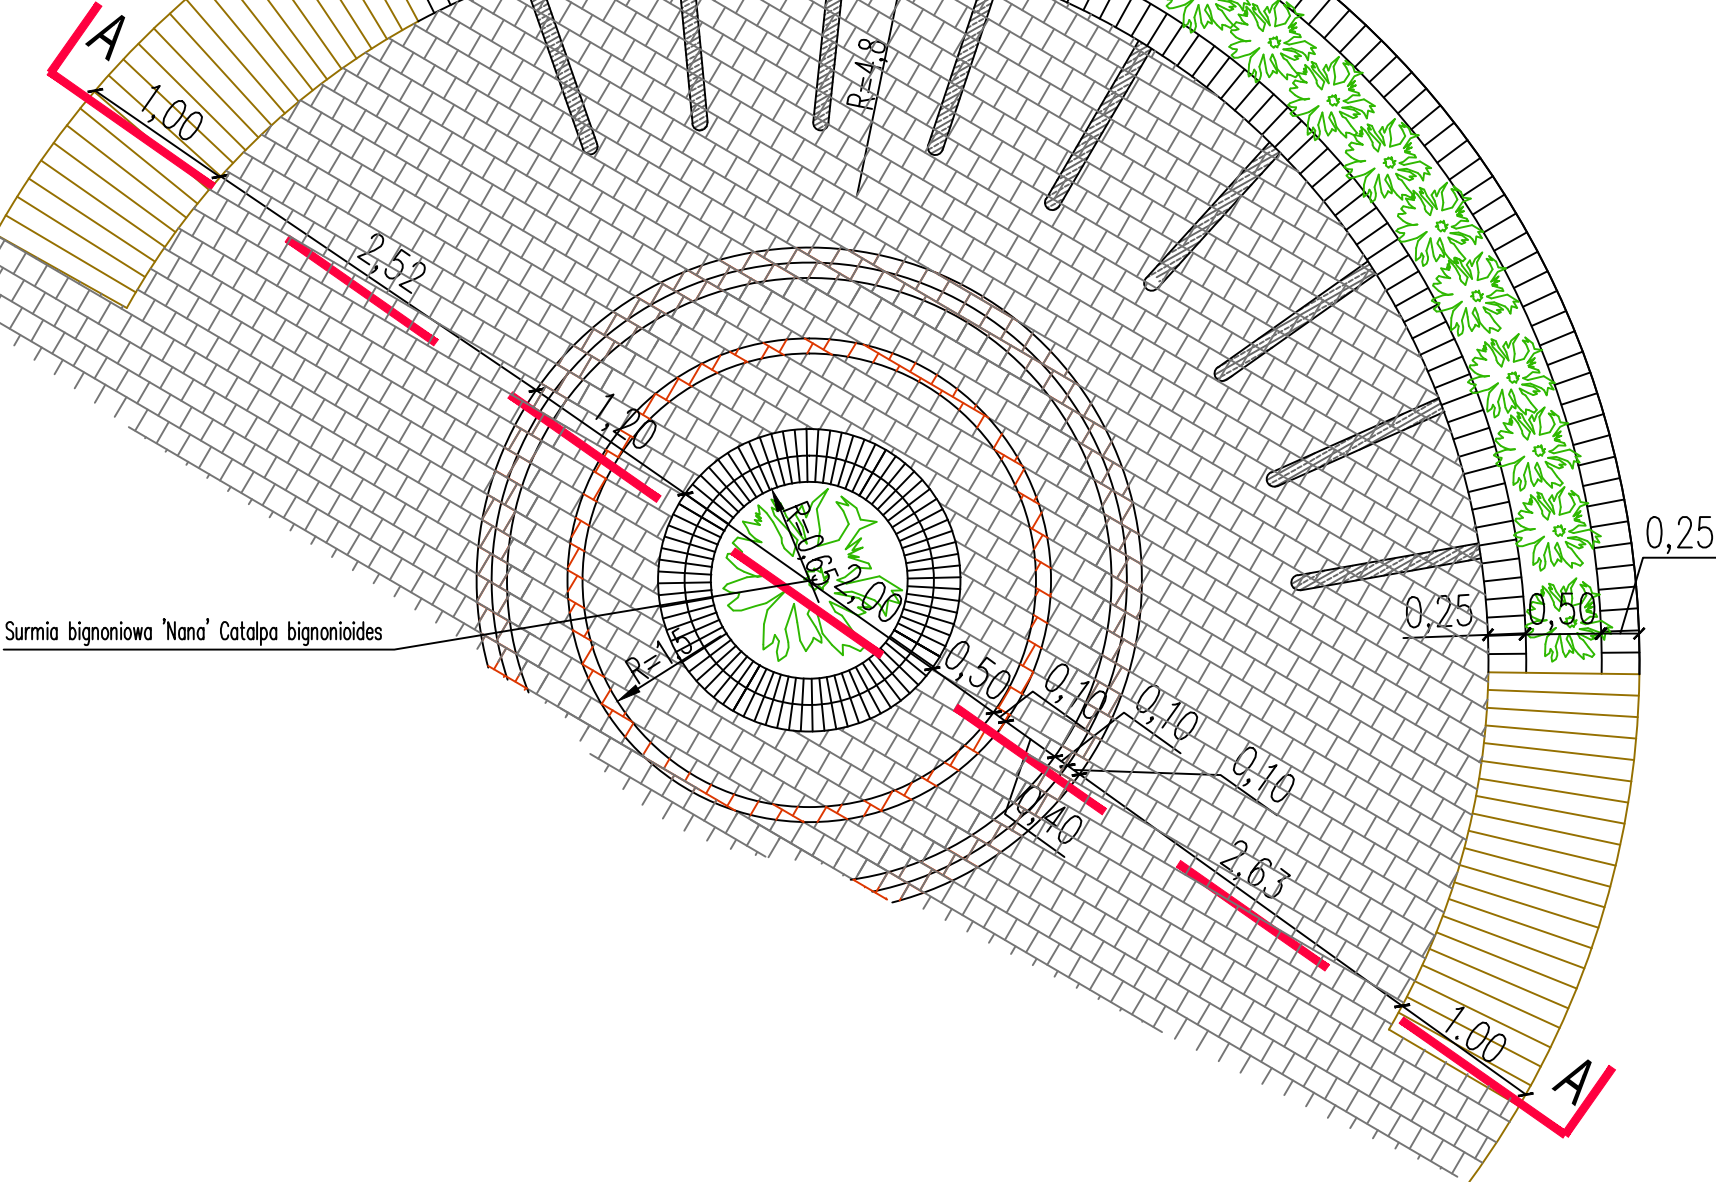 A
1,00
R=4,8
2,52
1,20
R=0,65
2,00
0,25
0,25
0,50
Surmia bignoniowa 'Nana' Catalpa bignonioides
R=1,5
0,50
0,10
0,10
0,10
0,40
2,63
1.00
A